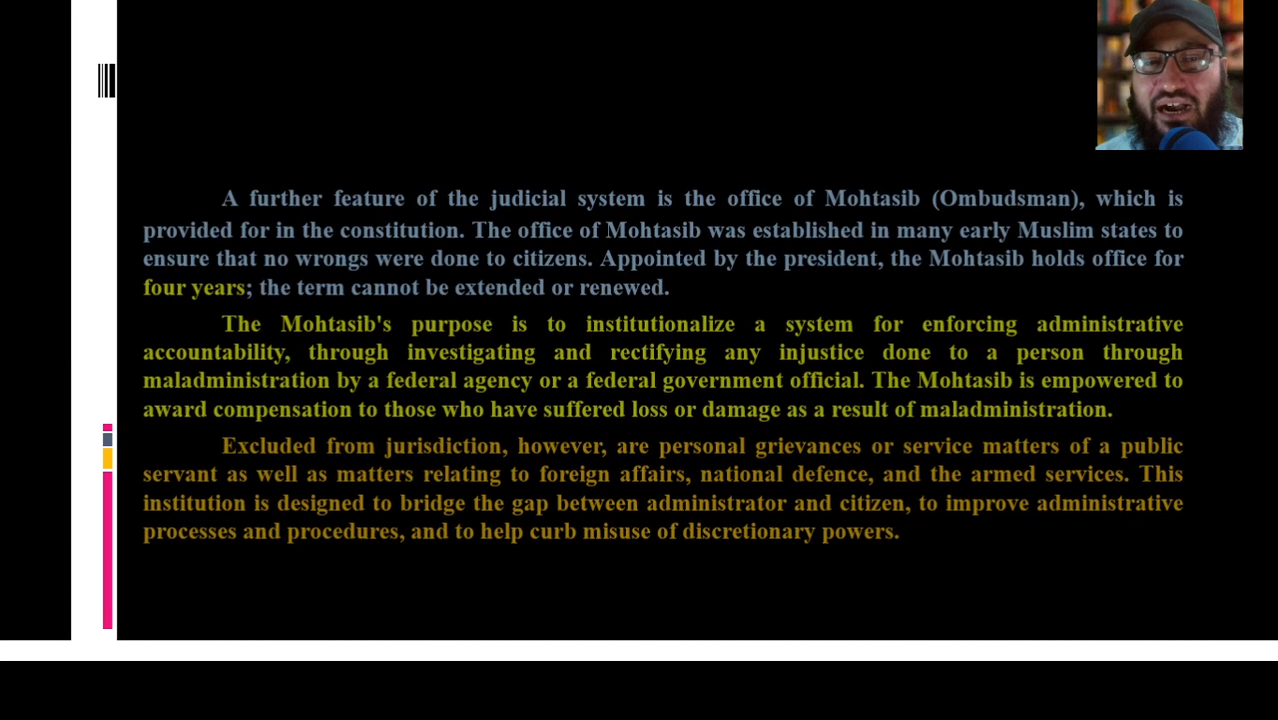 A further feature of the judicial system is the office of Mohtasib (Ombudsman), which is
provided for in the constitution. The office of Mohtasib was established in many early Muslim states to
ensure that no wrongs were done to citizens. Appointed by the president, the Mohtasib holds office for
four years; the term cannot be extended or renewed.
The Mohtasib's purpose is to institutionalize a system for enforcing administrative
accountability, through investigating and rectifying any injustice done to a person through
maladministration by a federal agency or a federal government official. The Mohtasib is empowered to
award compensation to those who have suffered loss or damage as a result of maladministration.
Excluded from jurisdiction, however, are personal grievances or service matters of a public
servant as well as matters relating to foreign affairs, national defence, and the armed services. This
institution is designed to bridge the gap between administrator and citizen, to improve administrative
processes and procedures, and to help curb misuse of discretionary powers.